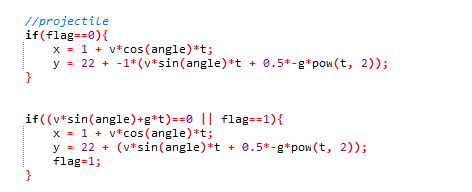 //projectile
if(flag==0){
x = 1 + v*cos(angle)*t;
y = 22 + -1*(v*sin(angle)*t + 0.5*-g*pow(t, 2));
}
if((v*sin(angle)+g*t)==0 || flag==1){
x = 1 + v*cos(angle)*t;
y = 22 + (v*sin(angle)*t + 0.5*-g*pow(t, 2));
flag=1;
}